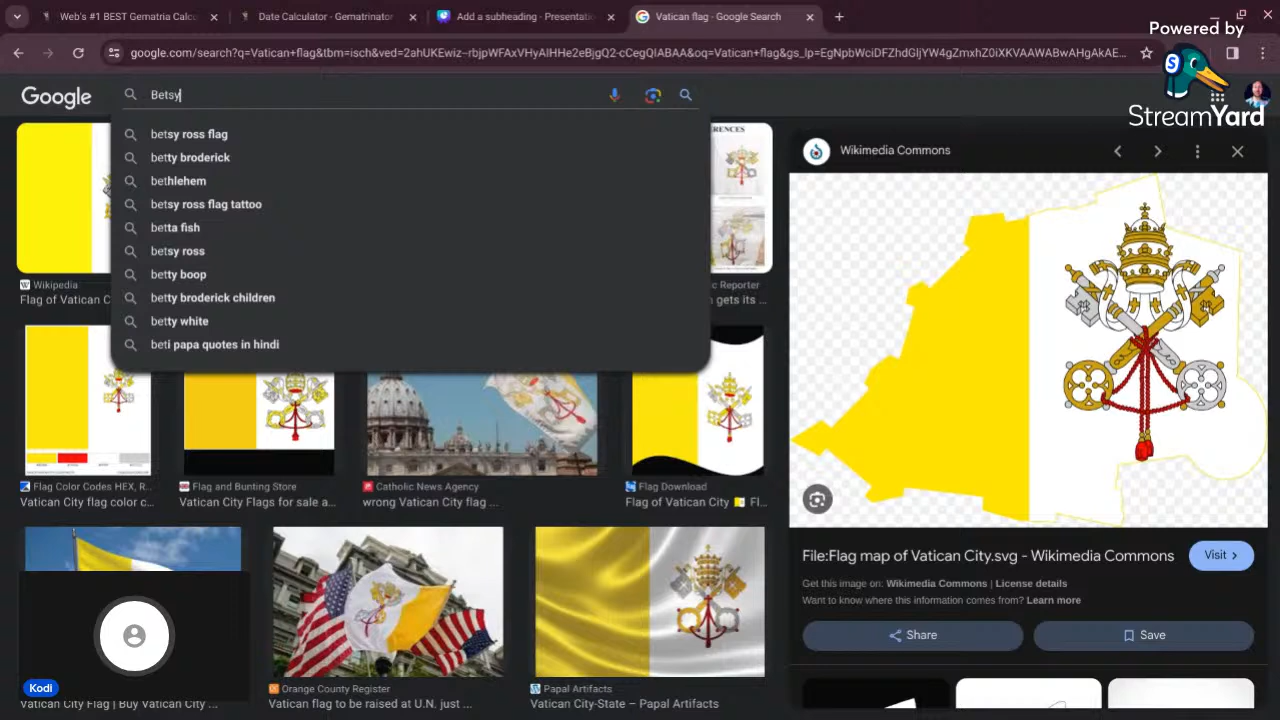 Web's #1 BEST Gematria Calcu
Date Calculator - Gematrinator
Add a subheading - Presentatio
Vatican flag - Google Search
Powered by
StreamYard
google.com/search?q=Vatican+flag&tbm=isch&ved=2ahUKEwiz-rbjpWFAxVHyAIHHe2eBjgQ2-cCegQIABAA&oq=Vatican+flag&gs_lp=EgNpbWciDFZhdGljYW4gZmxhZ0iXKVAAWABwAHgAkAE...
Google
Betsy
betsy ross flag
betty broderick
bethlehem
betsy ross flag tattoo
betta fish
betsy ross
betty boop
betty broderick children
betty white
beti papa quotes in hindi
RENCES
Wikipedia
Flag of Vatican C
c Reporter
n gets its ...
Flag Color Codes HEX, R...
Vatican City flag color c...
Flag and Bunting Store
Vatican City Flags for sale a...
Catholic News Agency
wrong Vatican City flag ...
Flag Download
Flag of Vatican City 🇻🇦 Fl...
Kodi
Vatican City Flag | Buy Vatican City ...
Orange County Register
Vatican flag to be raised at U.N. just ...
Papal Artifacts
Vatican City-State – Papal Artifacts
Wikimedia Commons
File:Flag map of Vatican City.svg - Wikimedia Commons
Visit >
Get this image on: Wikimedia Commons | License details
Want to know where this information comes from? Learn more
Share
Save